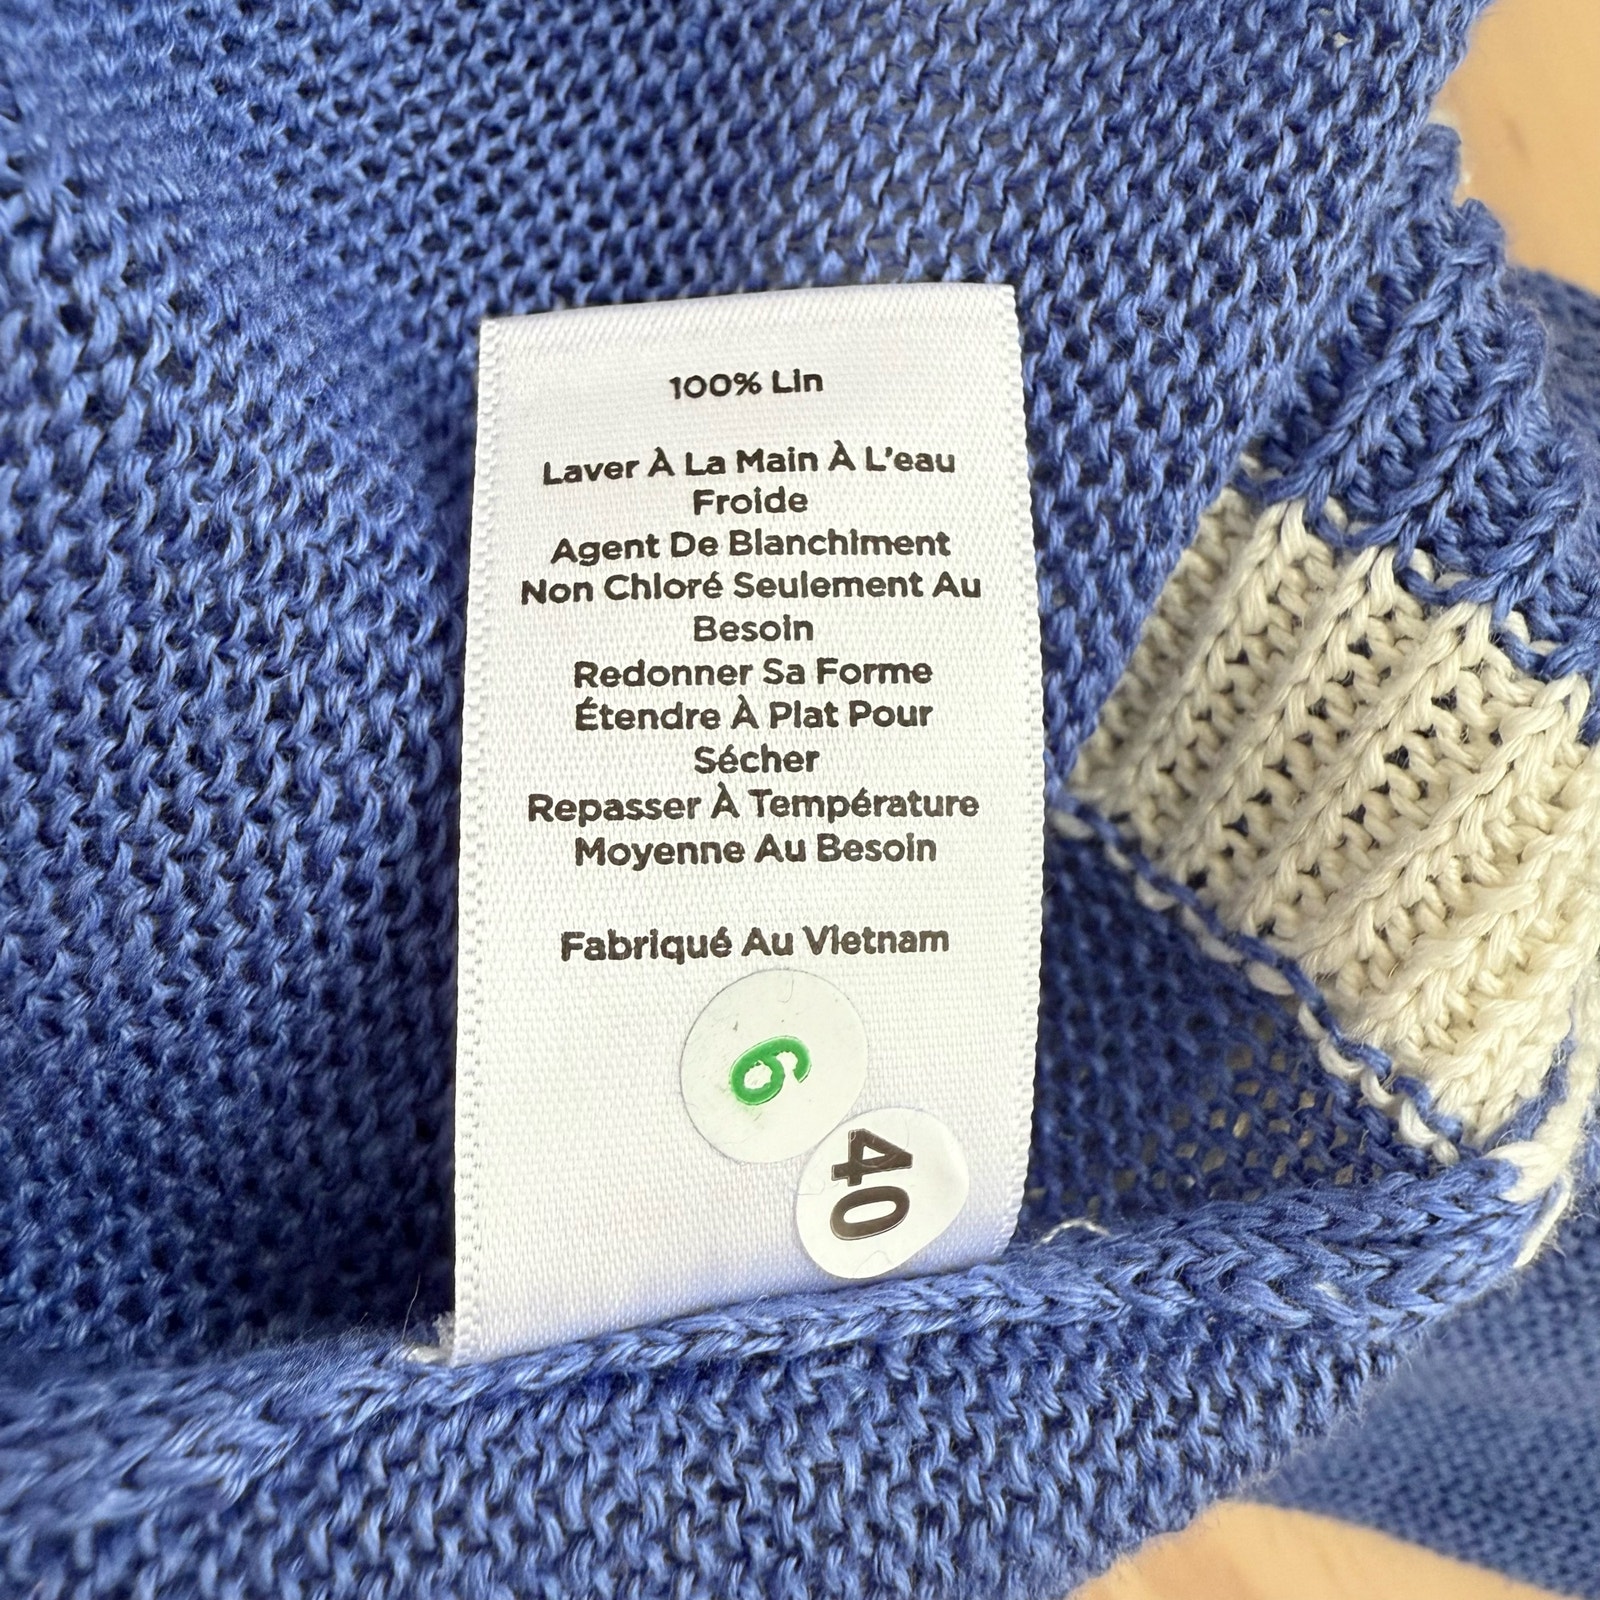 100% Lin
Laver À La Main À L'eau
Froide
Agent De Blanchiment
Non Chloré Seulement Au
Besoin
Redonner Sa Forme
Étendre À Plat Pour
Sécher
Repasser À Température
Moyenne Au Besoin
Fabriqué Au Vietnam
6
40